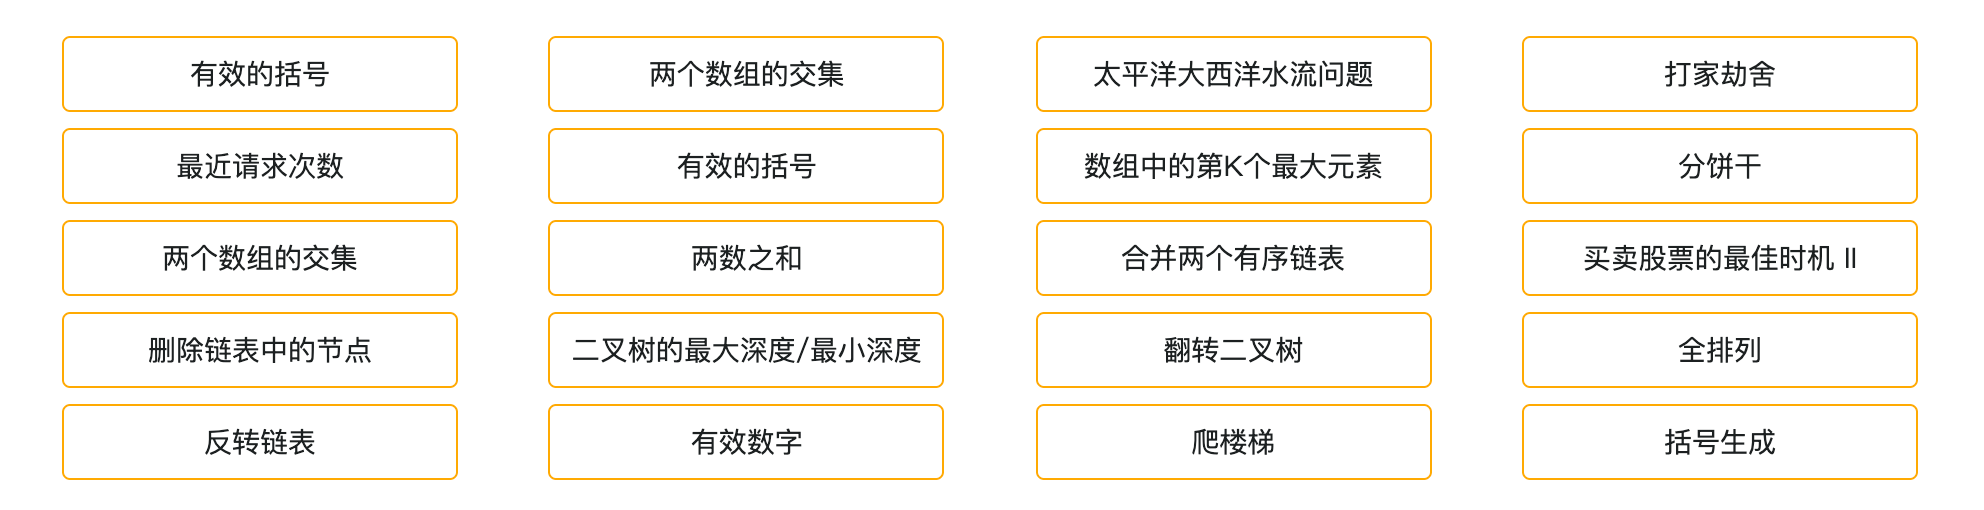 有效的括号
最近请求次数
两个数组的交集
删除链表中的节点
反转链表
两个数组的交集
有效的括号
两数之和
二叉树的最大深度/最小深度
有效数字
太平洋大西洋水流问题
数组中的第K个最大元素
合并两个有序链表
翻转二叉树
爬楼梯
打家劫舍
分饼干
买卖股票的最佳时机 II
全排列
括号生成